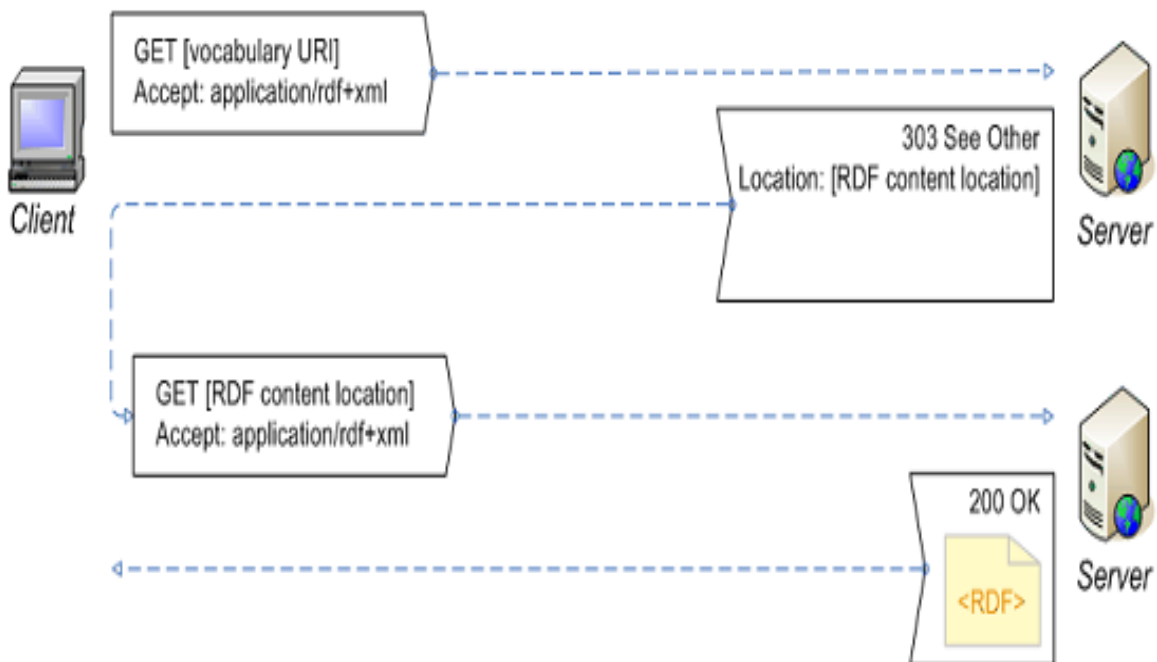 GET [vocabulary URI]
Accept: application/rdf+xml
303 See Other
Location: [RDF content location]
Client
Server
GET [RDF content location]
Accept: application/rdf+xml
200 OK
<RDF>
Server